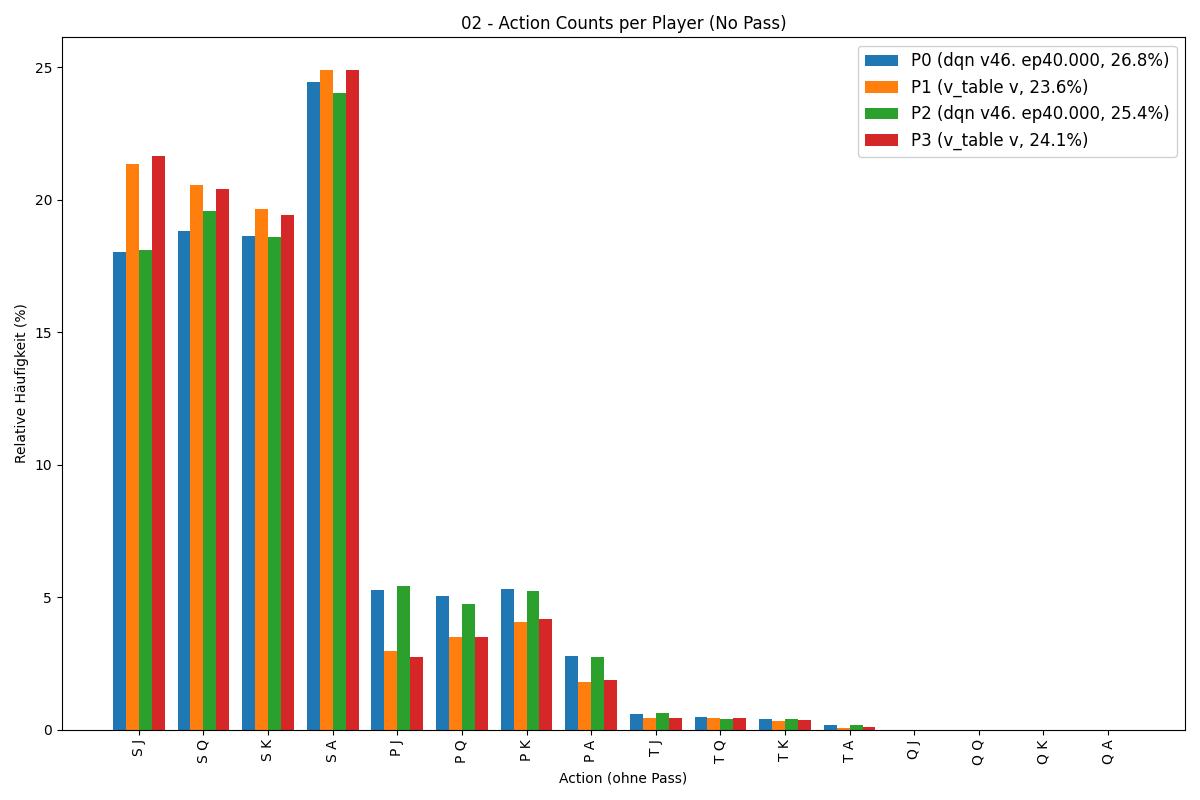 02 - Action Counts per Player (No Pass)
P0 (dqn v46. ep40.000, 26.8%)
P1 (v_table v, 23.6%)
P2 (dqn v46. ep40.000, 25.4%)
P3 (v_table v, 24.1%)
Relative Häufigkeit (%)
25
20
15
10
5
0
S J
S Q
S K
S A
P J
P Q
P K
P A
T J
T Q
T K
T A
Q J
Q Q
Q K
Q A
Action (ohne Pass)